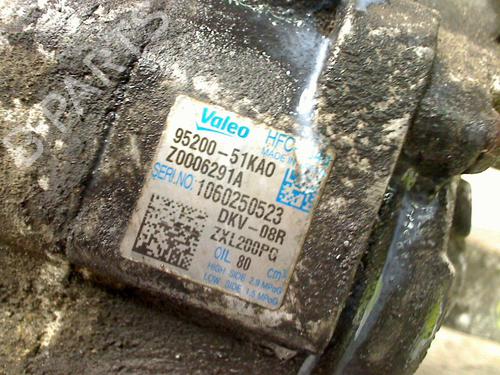 B-PARTS
Valeo
HFC
95200-51KA0
MADE IN
Z0006291A
SERI.NO. 1060250523
DKV-08R
ZXL200PG
OIL 80 cm³
HIGH SIDE 2.9 MPaG
LOW SIDE 1.5 MPaG